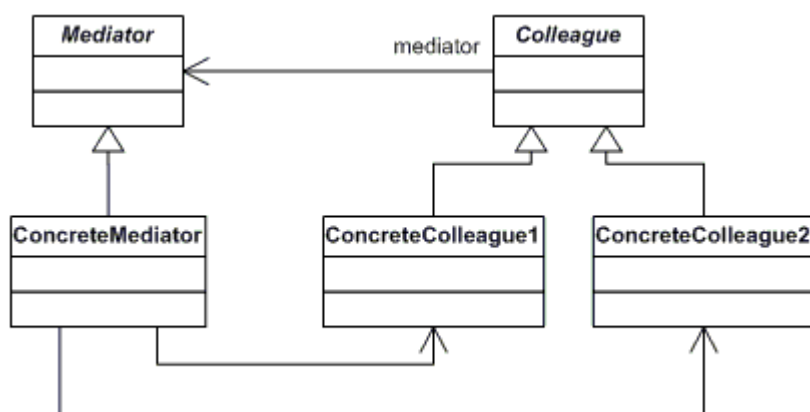 Mediator
mediator
Colleague
ConcreteMediator
ConcreteColleague1
ConcreteColleague2